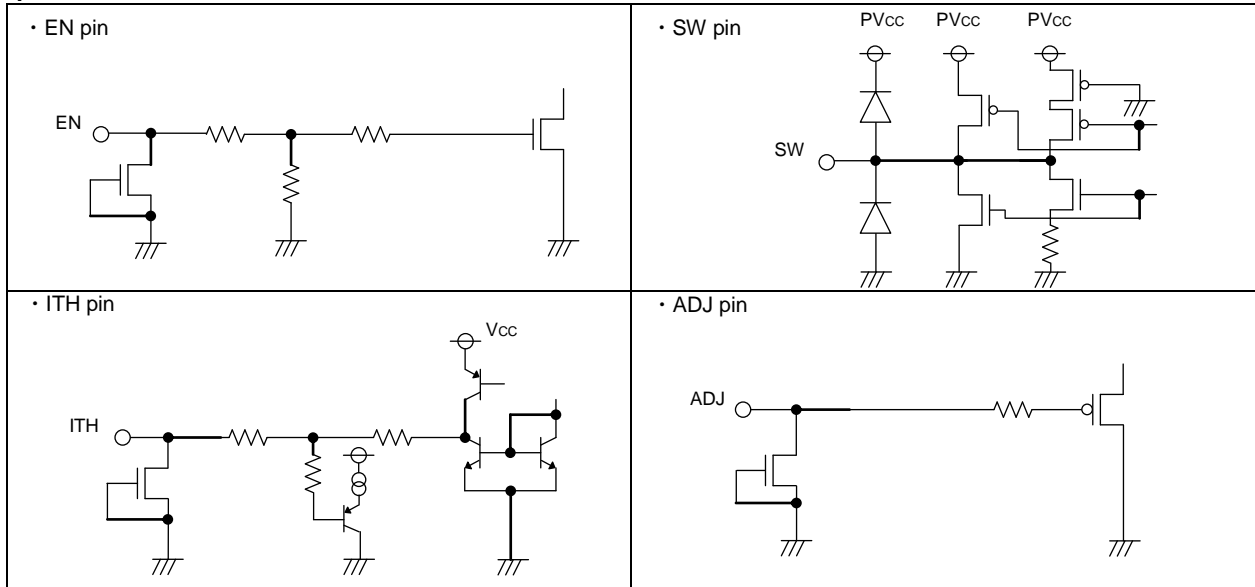 ・EN pin
EN
・SW pin
PVCC PVCC PVCC
SW
・ITH pin
VCC
ITH
・ADJ pin
ADJ